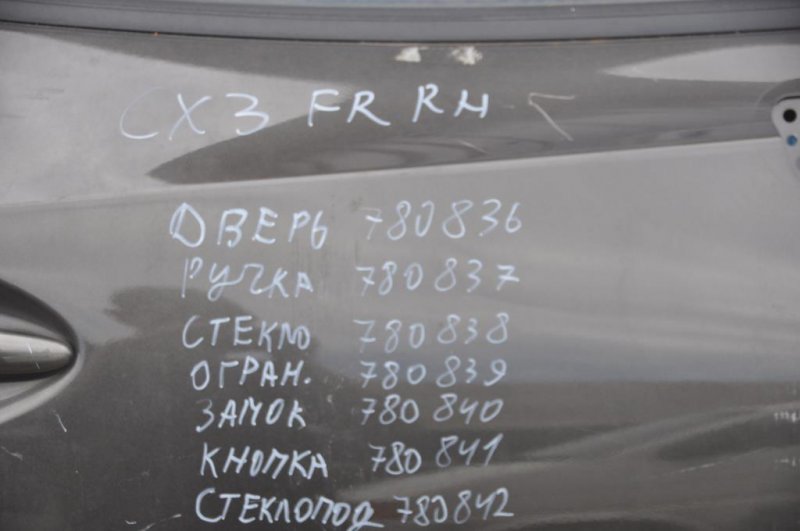 CX3 FR RH
ДВЕРЬ 780836
РУЧКА 780837
СТЕКЛО 780838
ОГРАН. 780839
ЗАМОК 780840
КНОПКА 780841
СТЕКЛОПОД 780842